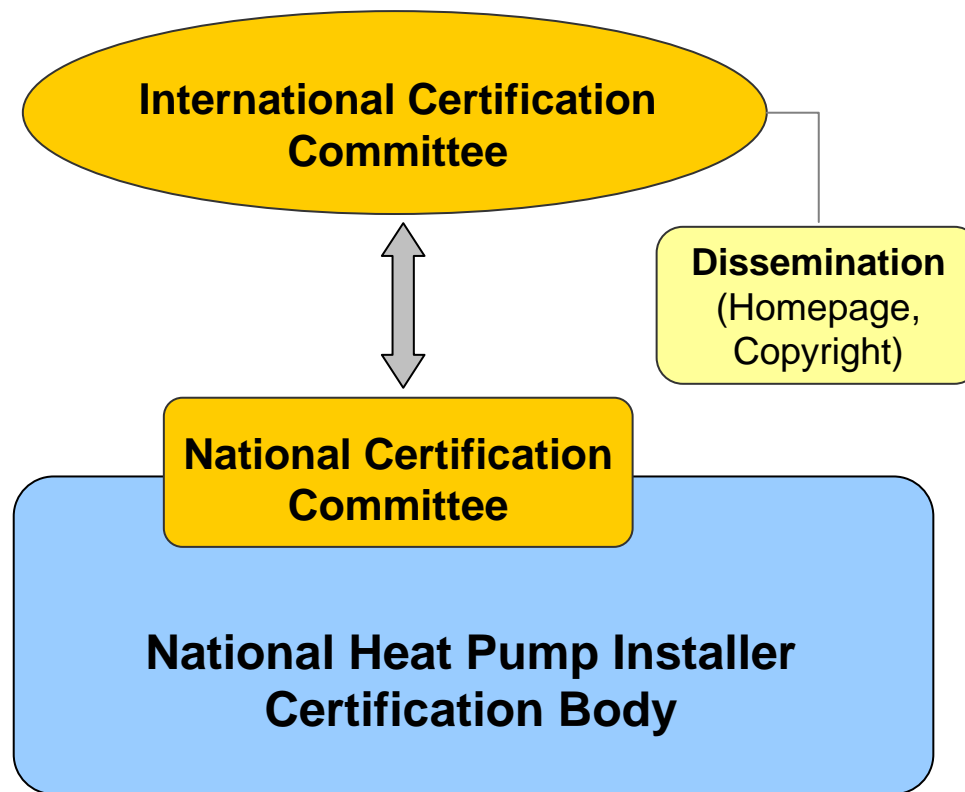 International Certification
Committee
Dissemination
(Homepage,
Copyright)
National Certification
Committee
National Heat Pump Installer
Certification Body